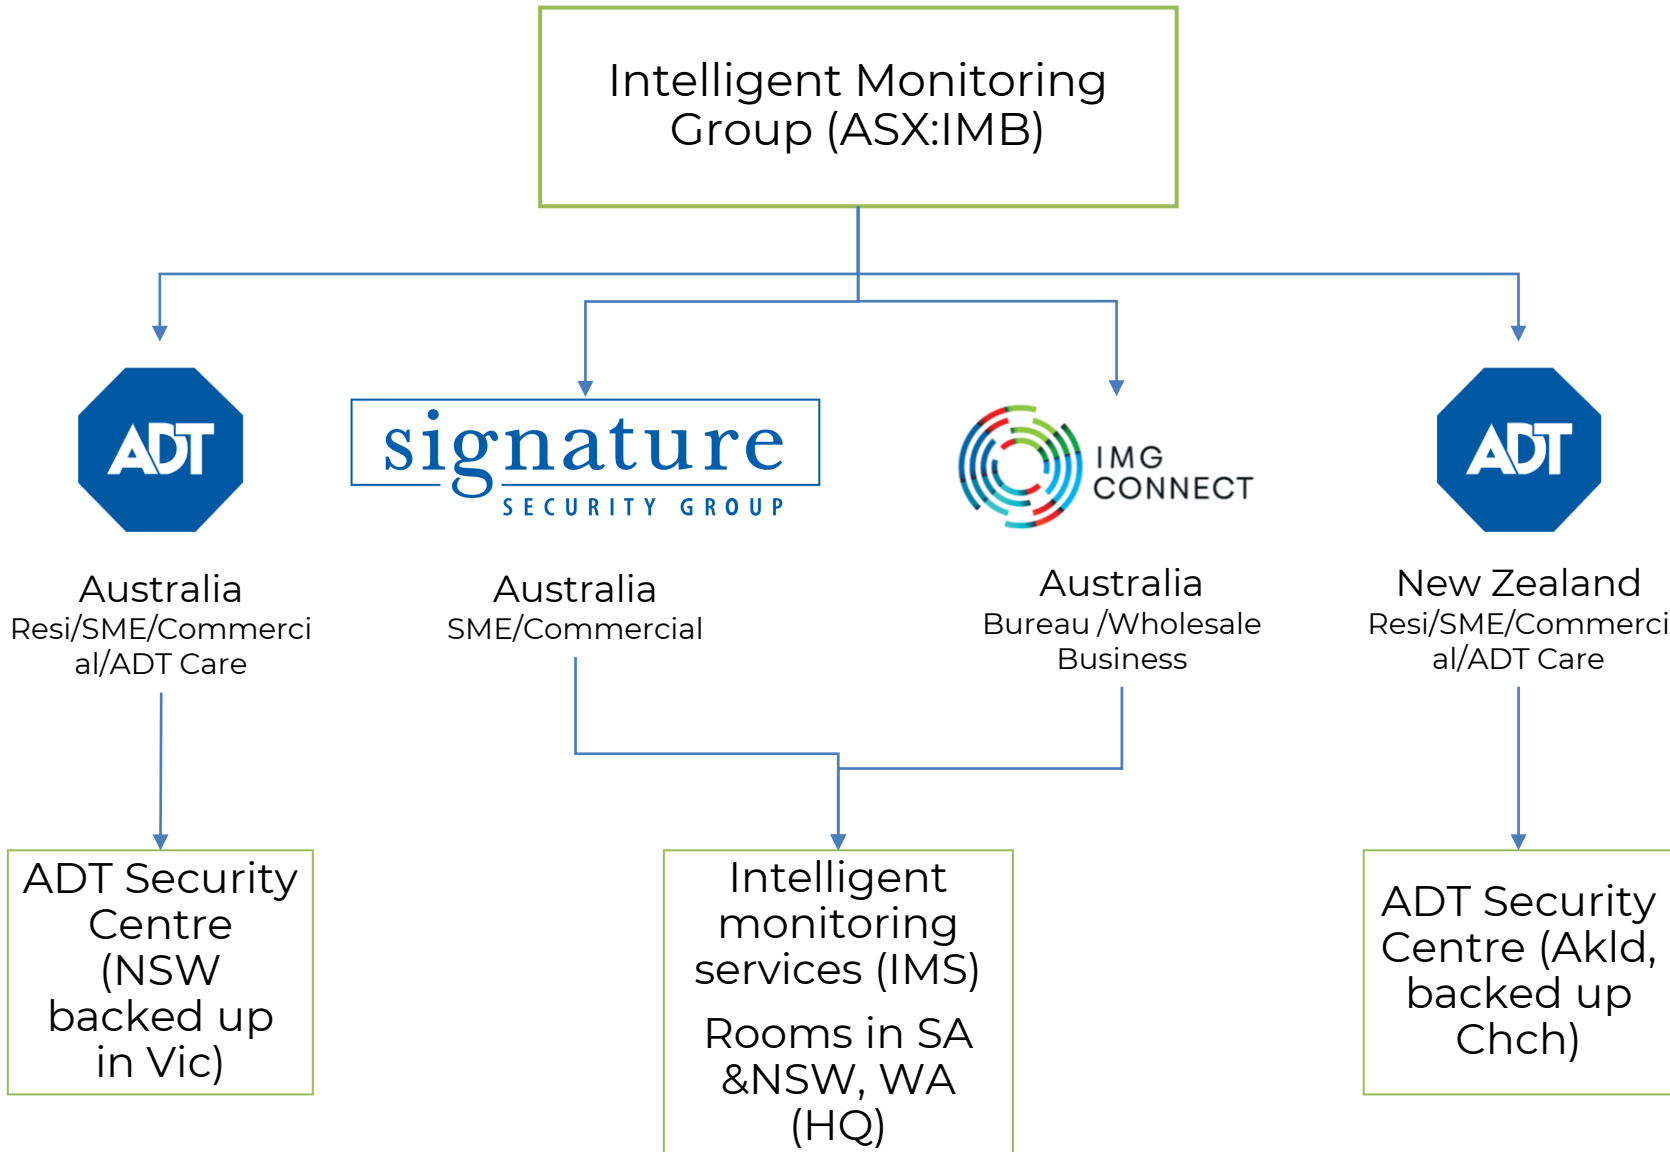 Intelligent Monitoring
Group (ASX:IMB)
ADT
signature
SECURITY GROUP
IMG
CONNECT
ADT
Australia
Resi/SME/Commerci
al/ADT Care
Australia
SME/Commercial
Australia
Bureau /Wholesale
Business
New Zealand
Resi/SME/Commerci
al/ADT Care
ADT Security
Centre
(NSW
backed up
in Vic)
Intelligent
monitoring
services (IMS)
Rooms in SA
&NSW, WA
(HQ)
ADT Security
Centre (Akld,
backed up
Chch)